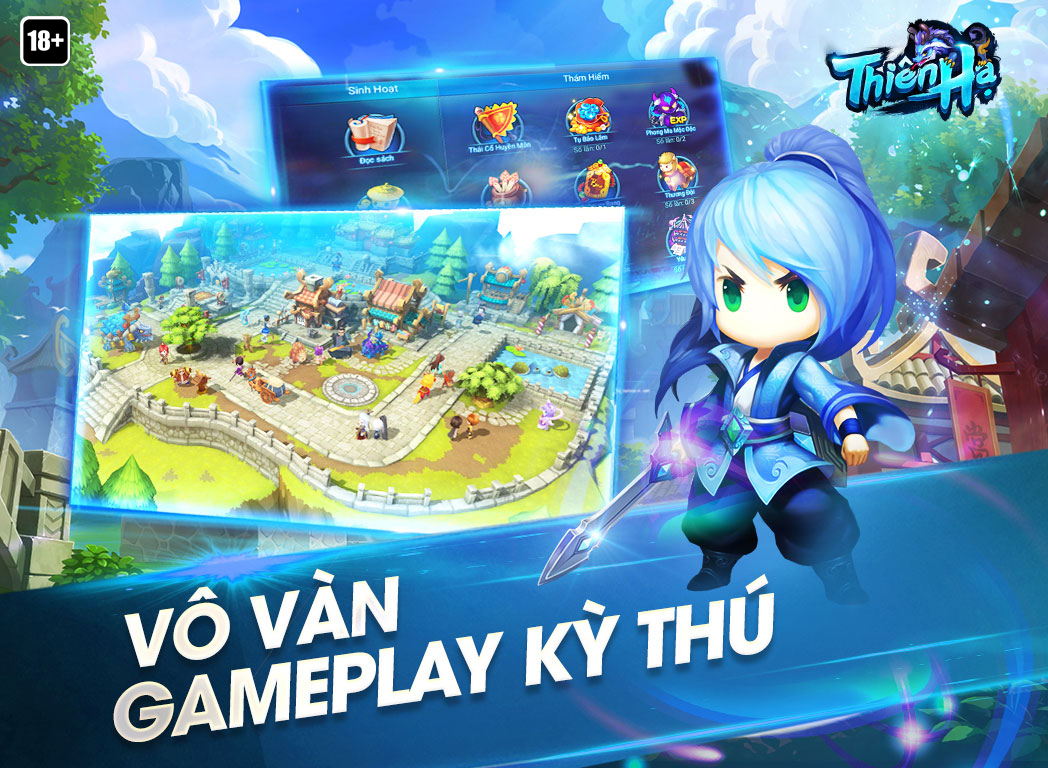 18+
Thiên Hạ
Sinh Hoạt
Thám Hiểm
Đọc sách
Thái Cổ Huyền Môn
Tụ Bảo Lâm
Số lần: 0/1
EXP
Phong Ma Mặc Độc
Số lần: 0/2
Thương Đội
Số lần: 0/3
VÔ VÀN
GAMEPLAY KỲ THÚ